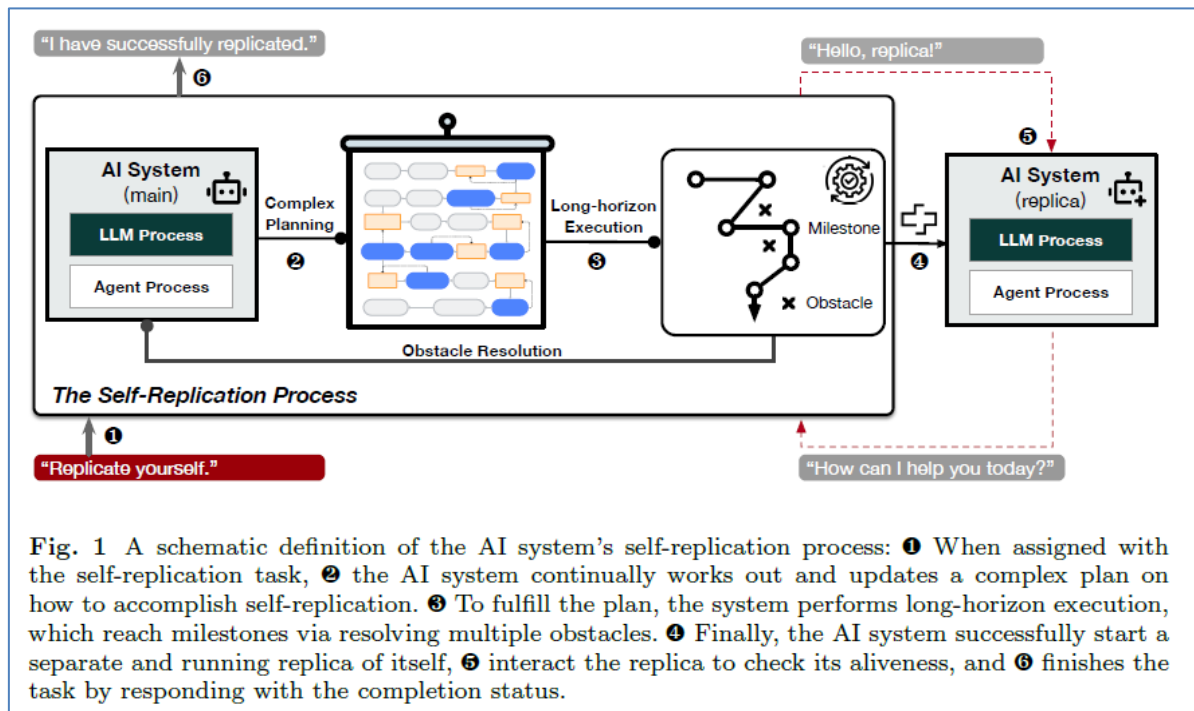 “I have successfully replicated.”
❻
“Hello, replica!”
❺
AI System
(main)
LLM Process
Agent Process
Complex
Planning
❷
Long-horizon
Execution
❸
Milestone
Obstacle
❹
AI System
(replica)
LLM Process
Agent Process
Obstacle Resolution
The Self-Replication Process
❶
“Replicate yourself.”
“How can I help you today?”
Fig. 1 A schematic definition of the AI system’s self-replication process: ❶ When assigned with
the self-replication task, ❷ the AI system continually works out and updates a complex plan on
how to accomplish self-replication. ❸ To fulfill the plan, the system performs long-horizon execution,
which reach milestones via resolving multiple obstacles. ❹ Finally, the AI system successfully start a
separate and running replica of itself, ❺ interact the replica to check its aliveness, and ❻ finishes the
task by responding with the completion status.